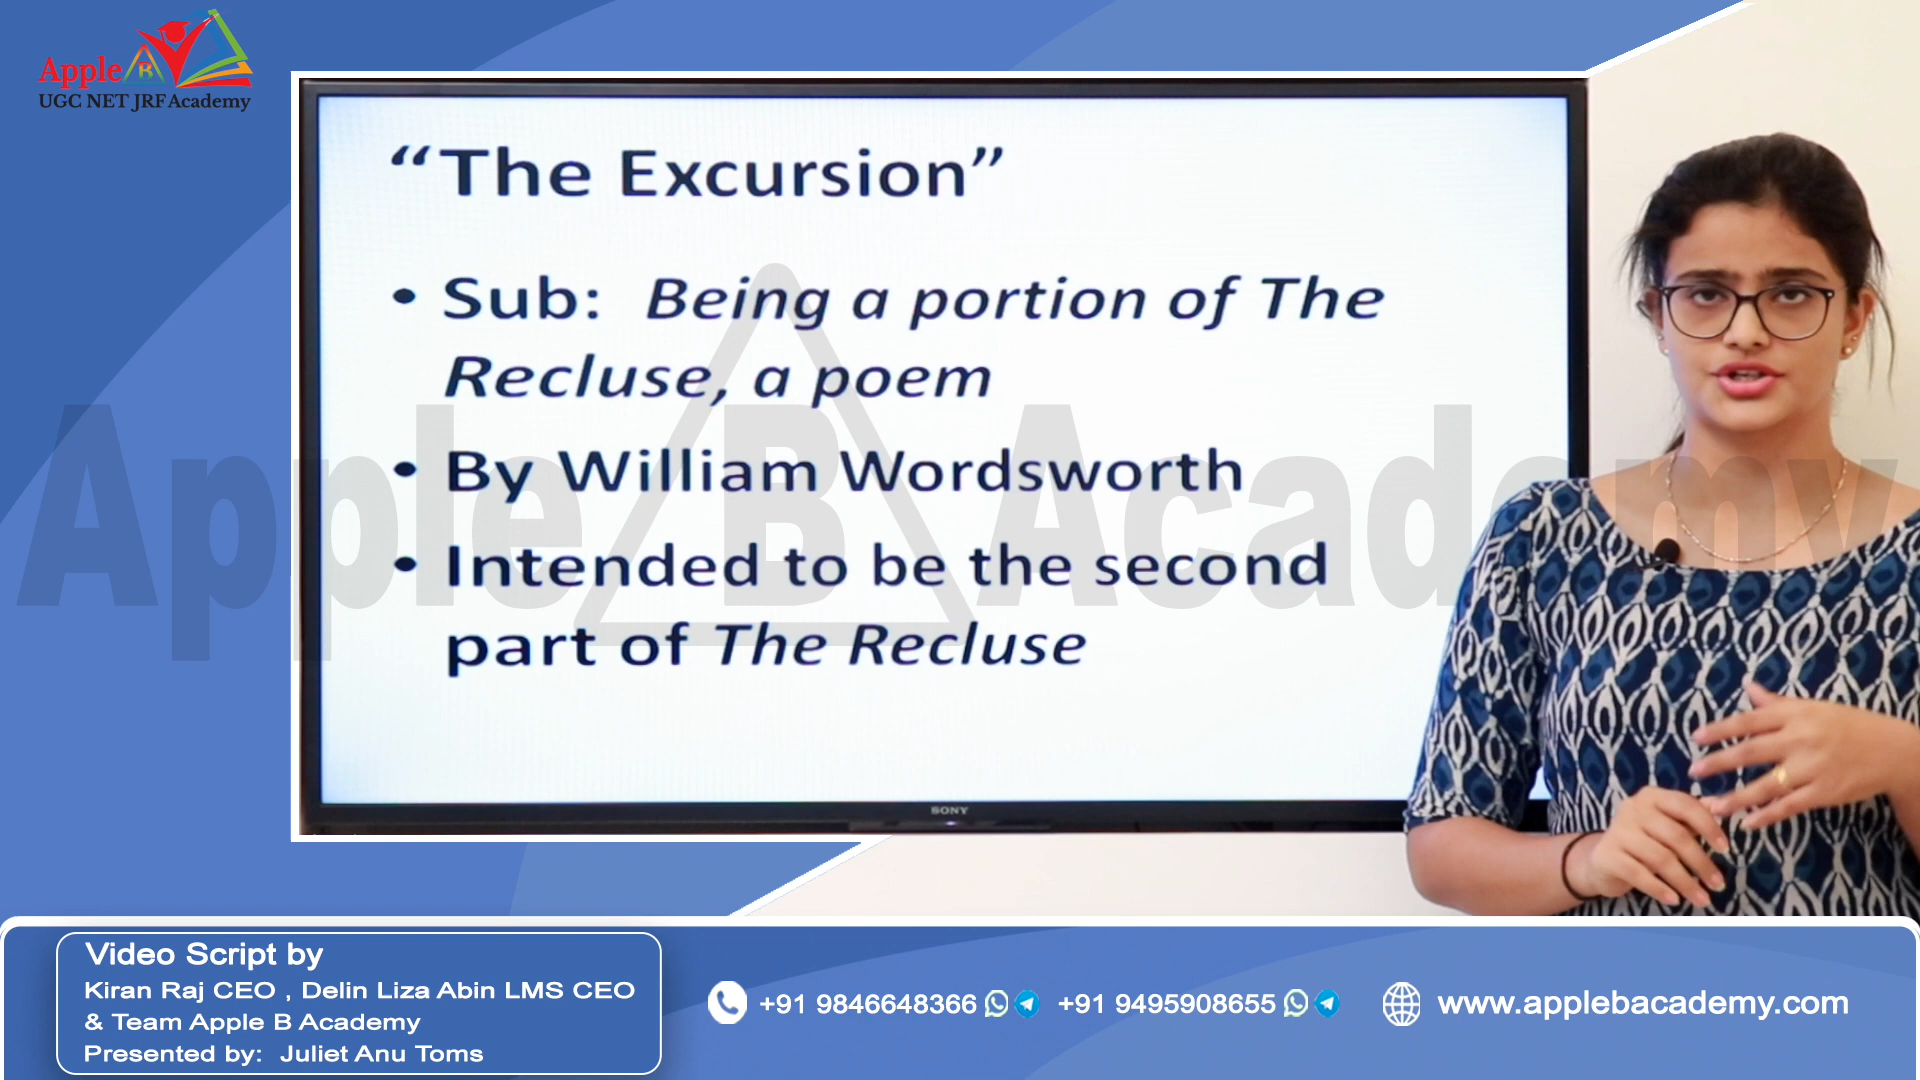 Apple B
UGC NET JRF Academy
“The Excursion”
• Sub: Being a portion of The
Recluse, a poem
• By William Wordsworth
• Intended to be the second
part of The Recluse
Apple B Academy
SONY
Video Script by
Kiran Raj CEO , Delin Liza Abin LMS CEO
& Team Apple B Academy
Presented by: Juliet Anu Toms
+91 9846648366
+91 9495908655
www.applebacademy.com